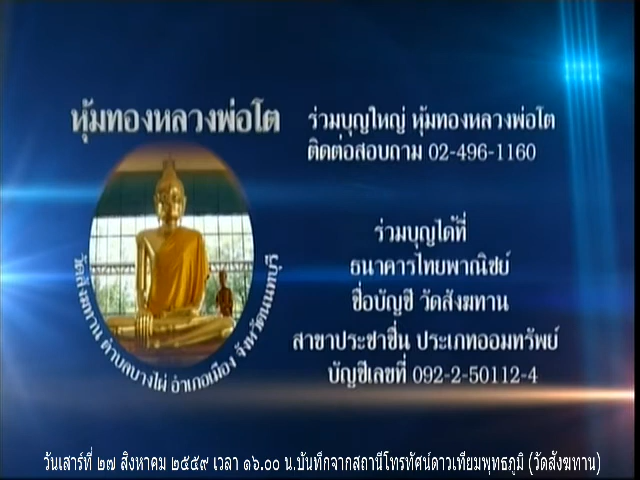 หุ้มทองหลวงพ่อโต
ร่วมบุญใหญ่ หุ้มทองหลวงพ่อโต
ติดต่อสอบถาม 02-496-1160
ร่วมบุญได้ที่
ธนาคารไทยพาณิชย์
ชื่อบัญชี วัดสังฆทาน
สาขาประชาชื่น ประเภทออมทรัพย์
บัญชีเลขที่ 092-2-50112-4
วัดสังฆทาน ตำบลบางไผ่ อำเภอเมือง จังหวัดนนทบุรี
วันเสาร์ที่ ๒๗ สิงหาคม ๒๕๕๙ เวลา ๑๖.๐๐ น.บันทึกจากสถานีโทรทัศน์ดาวเทียมพุทธภูมิ (วัดสังฆทาน)